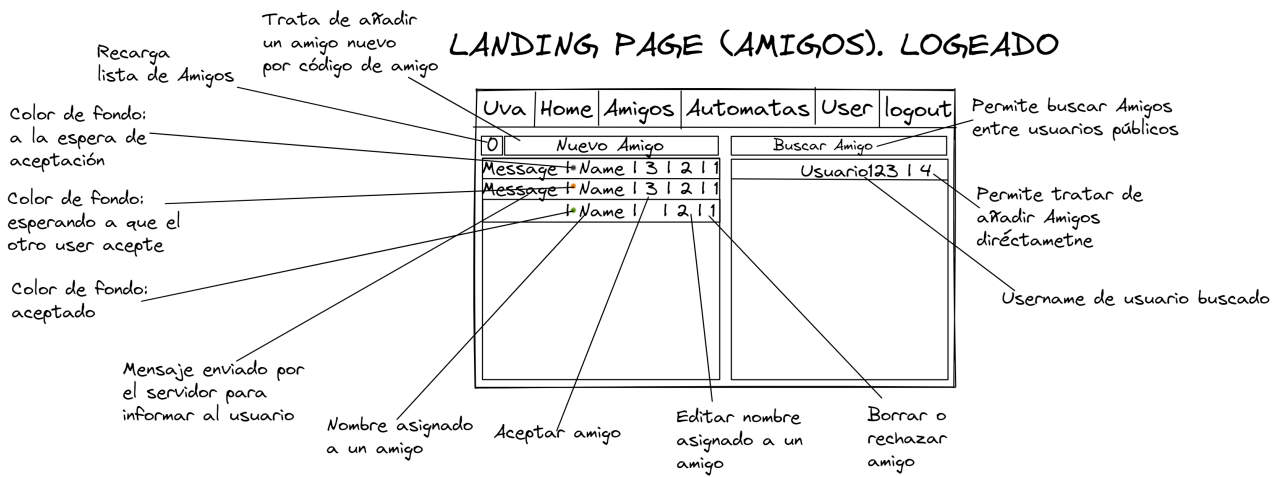 Trata de añadir
un amigo nuevo
por código de amigo
LANDING PAGE (AMIGOS). LOGEADO
Recarga
lista de Amigos
Color de fondo:
a la espera de
aceptación
Uva Home Amigos Automatas User logout
Permite buscar Amigos
entre usuarios públicos
O Nuevo Amigo Buscar Amigo
Message | Name | 3 | 2 | 1 Usuario123 | 4
Message | Name | 3 | 2 | 1
| Name | | 2 | 1
Color de fondo:
esperando a que el
otro user acepte
Permite tratar de
añadir Amigos
diréctametne
Color de fondo:
aceptado
Username de usuario buscado
Mensaje enviado por
el servidor para
informar al usuario
Nombre asignado
a un amigo
Aceptar amigo
Editar nombre
asignado a un
amigo
Borrar o
rechazar
amigo